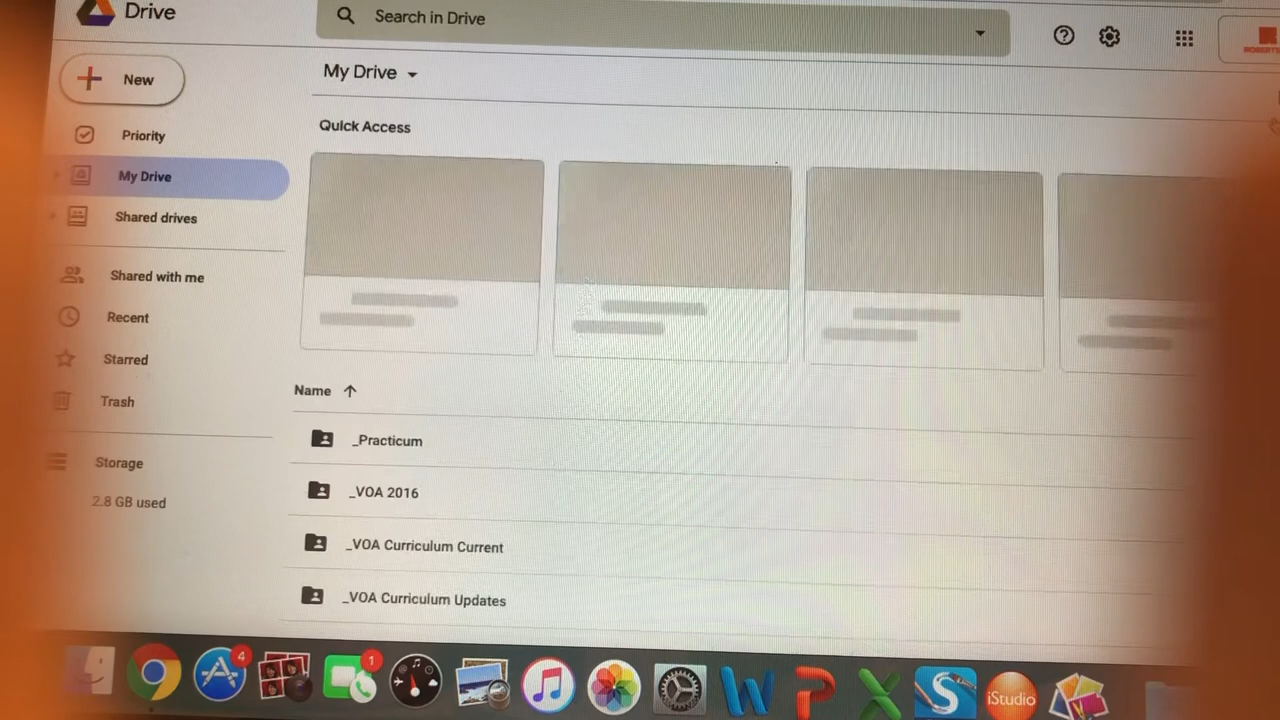 Drive
Search in Drive
New
My Drive
Priority
Quick Access
My Drive
Shared drives
Shared with me
Recent
Starred
Trash
Storage
2.8 GB used
Name
_Practicum
_VOA 2016
_VOA Curriculum Current
_VOA Curriculum Updates
4
1
W
P
X
S
iStudio